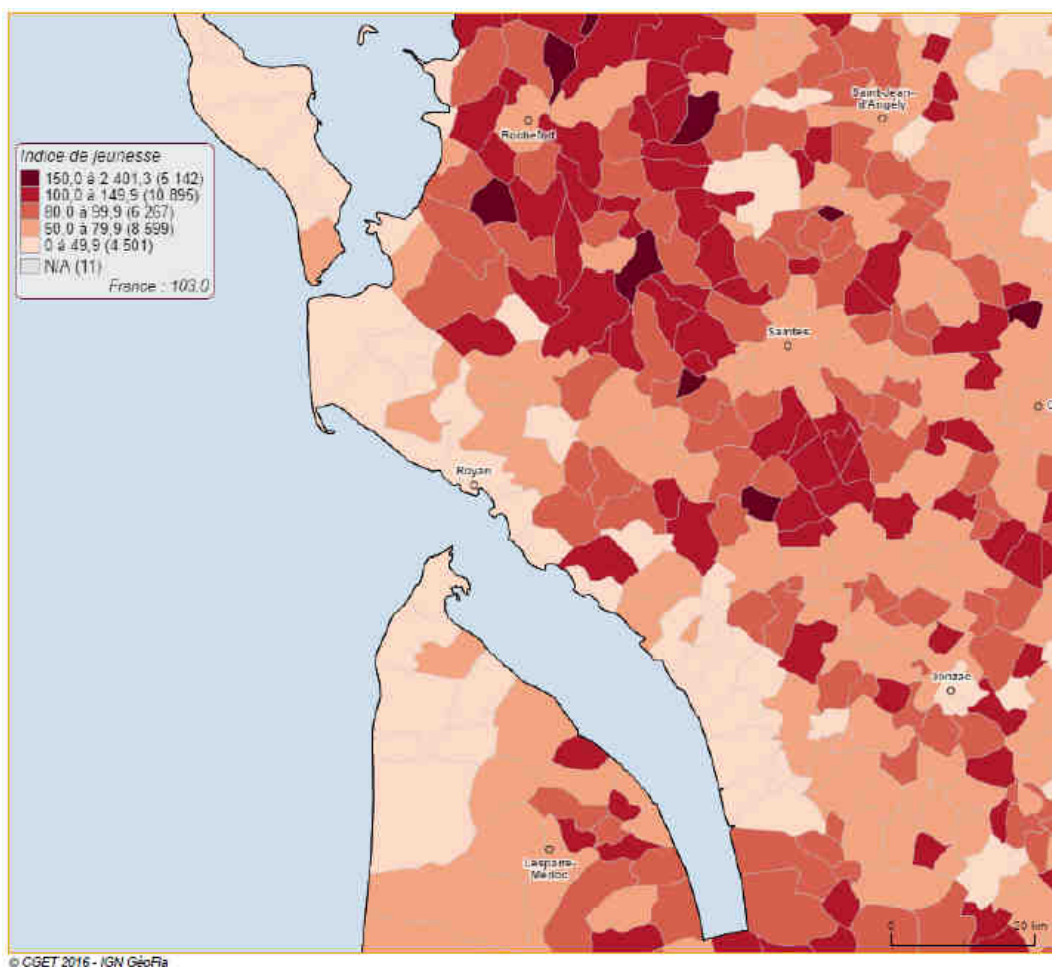 Saint-Jean-
d'Angely
Rochefort
Indice de jeunesse
150,0 à 2 401,3 (5 142)
100,0 à 149,9 (10 895)
80,0 à 99,9 (6 267)
50,0 à 79,9 (8 599)
0 à 49,9 (4 501)
N/A (11)
France : 103,0
Saintes
Royan
Jonzac
Lesparre-
Médoc
0 20 km
© CGET 2016 - IGN GéoFla